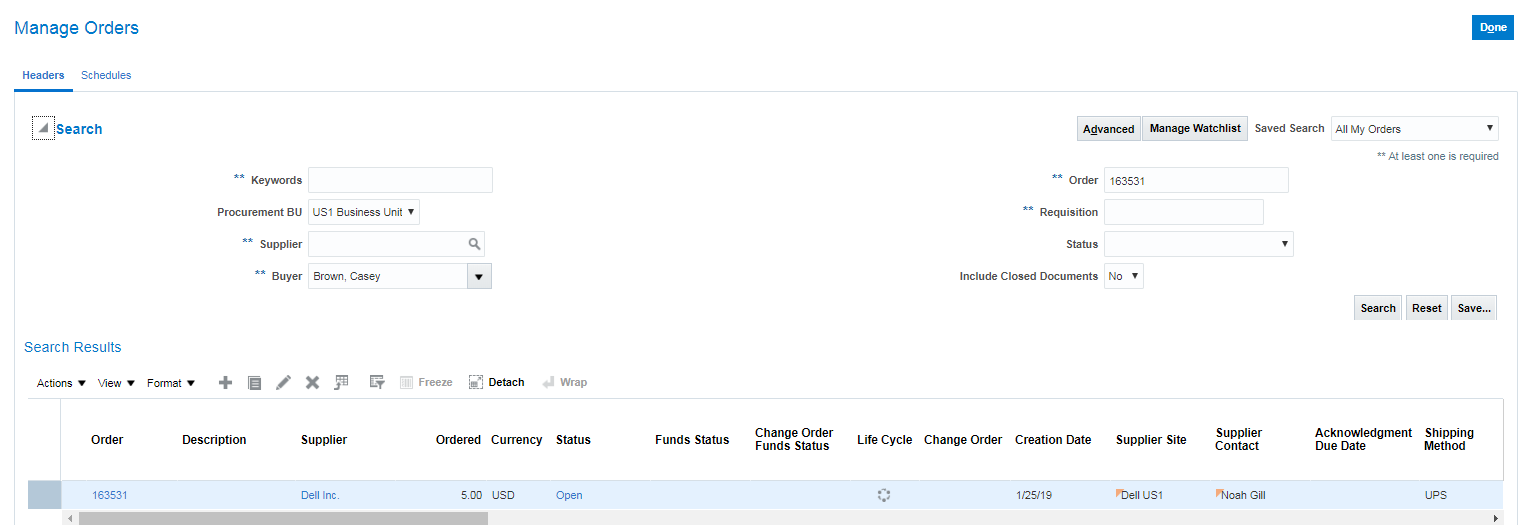 Manage Orders
Done
Headers Schedules
Search
Advanced Manage Watchlist Saved Search All My Orders
** At least one is required
** Keywords
** Order 163531
Procurement BU US1 Business Unit
** Requisition
** Supplier
Status
** Buyer Brown, Casey
Include Closed Documents No
Search Reset Save...
Search Results
Actions View Format Freeze Detach Wrap
Order Description Supplier Ordered Currency Status Funds Status Change Order Funds Status Life Cycle Change Order Creation Date Supplier Site Supplier Contact Acknowledgment Due Date Shipping Method
163531 Dell Inc. 5.00 USD Open 1/25/19 Dell US1 Noah Gill UPS